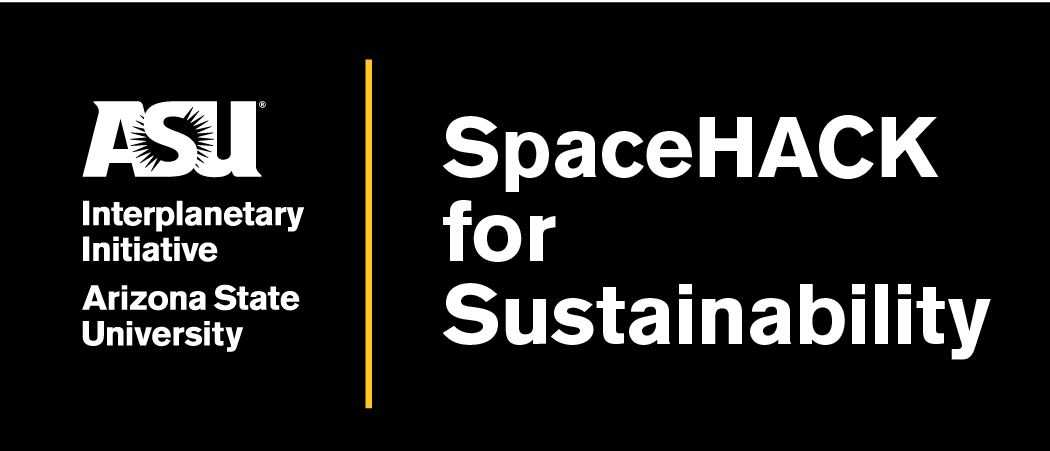 ASU®
Interplanetary
Initiative
Arizona State
University
SpaceHACK
for
Sustainability